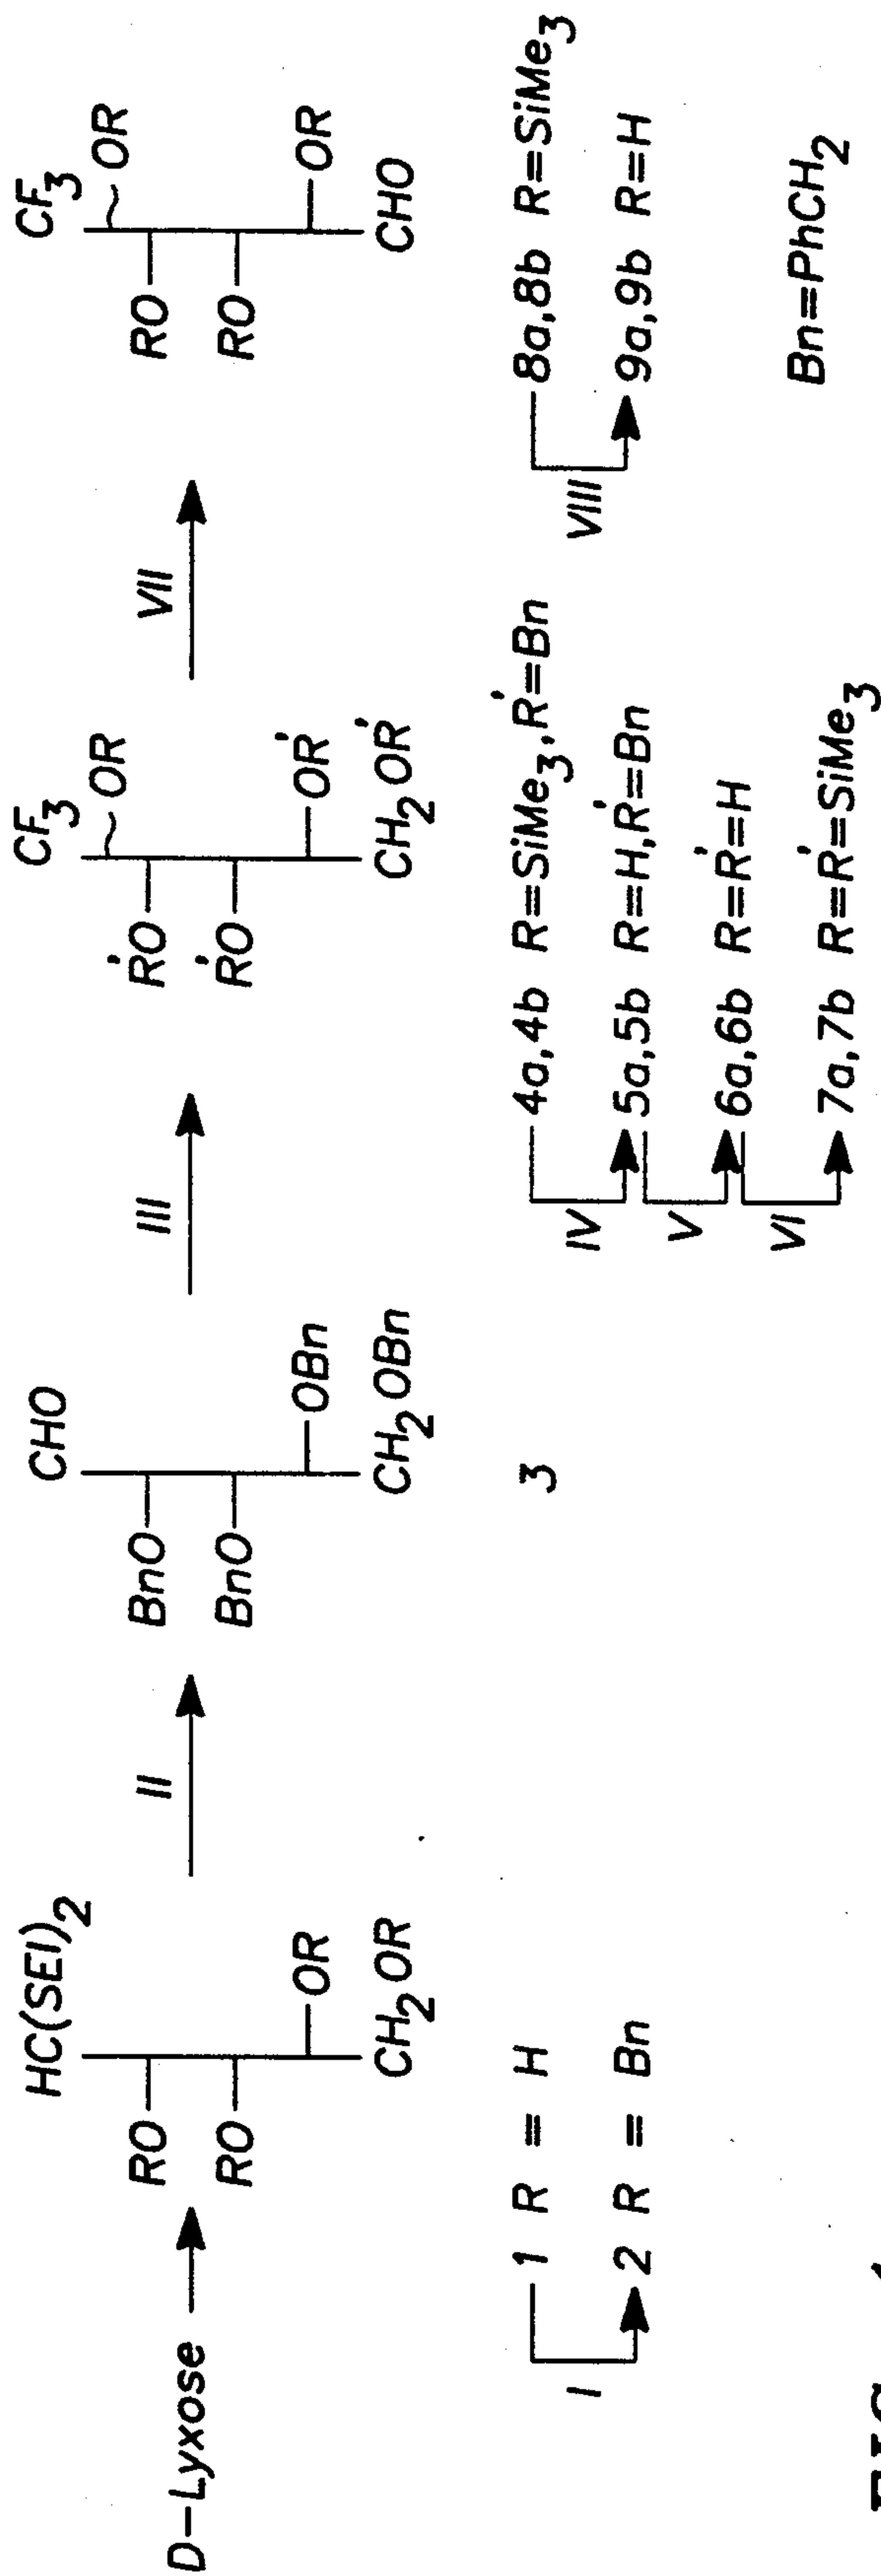 D-Lyxose
HC(SEI)2
RO
RO
OR
CH2OR
II
CHO
BnO
BnO
OBn
CH2OBn
III
CF3
OR
R'O
R'O
OR'
CH2OR'
VII
CF3
OR
RO
RO
OR
CHO
I
1 R = H
2 R = Bn
3
4a,4b R=SiMe3,R'=Bn
IV
5a,5b R=H,R'=Bn
V
6a,6b R=R'=H
VI
7a,7b R=R'=SiMe3
8a,8b R=SiMe3
VIII
9a,9b R=H
Bn=PhCH2